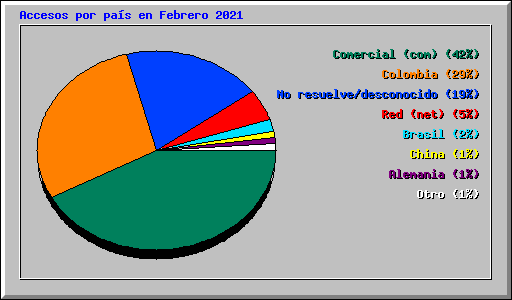 Accesos por país en Febrero 2021
Comercial (com) (42%)
Colombia (29%)
No resuelve/desconocido (19%)
Red (net) (5%)
Brasil (2%)
China (1%)
Alemania (1%)
Otro (1%)